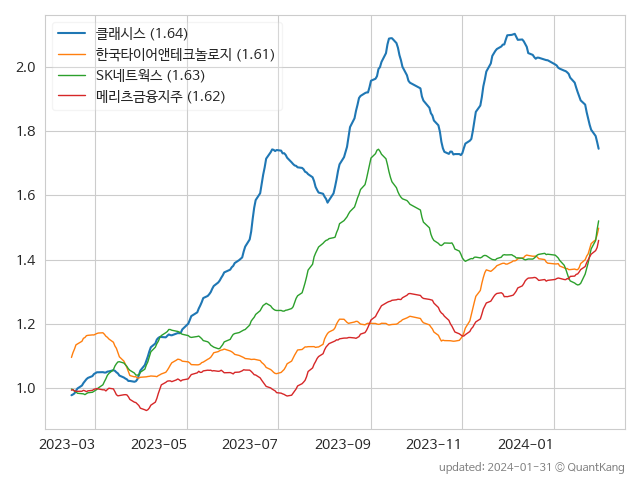 클래시스 (1.64)
한국타이어앤테크놀로지 (1.61)
SK네트웍스 (1.63)
메리츠금융지주 (1.62)
2.0
1.8
1.6
1.4
1.2
1.0
2023-03 2023-05 2023-07 2023-09 2023-11 2024-01
updated: 2024-01-31 © QuantKang